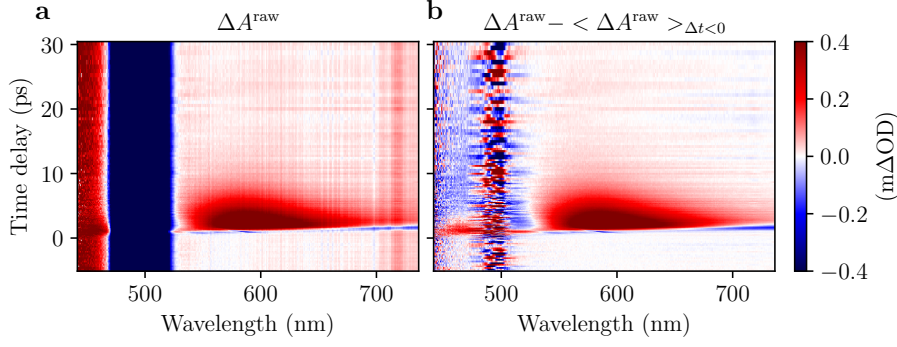 a
ΔA^raw
b
ΔA^raw − < ΔA^raw >_Δt<0
Time delay (ps)
30
20
10
0
500
600
700
Wavelength (nm)
500
600
700
Wavelength (nm)
0.4
0.2
0.0
−0.2
−0.4
(mΔOD)